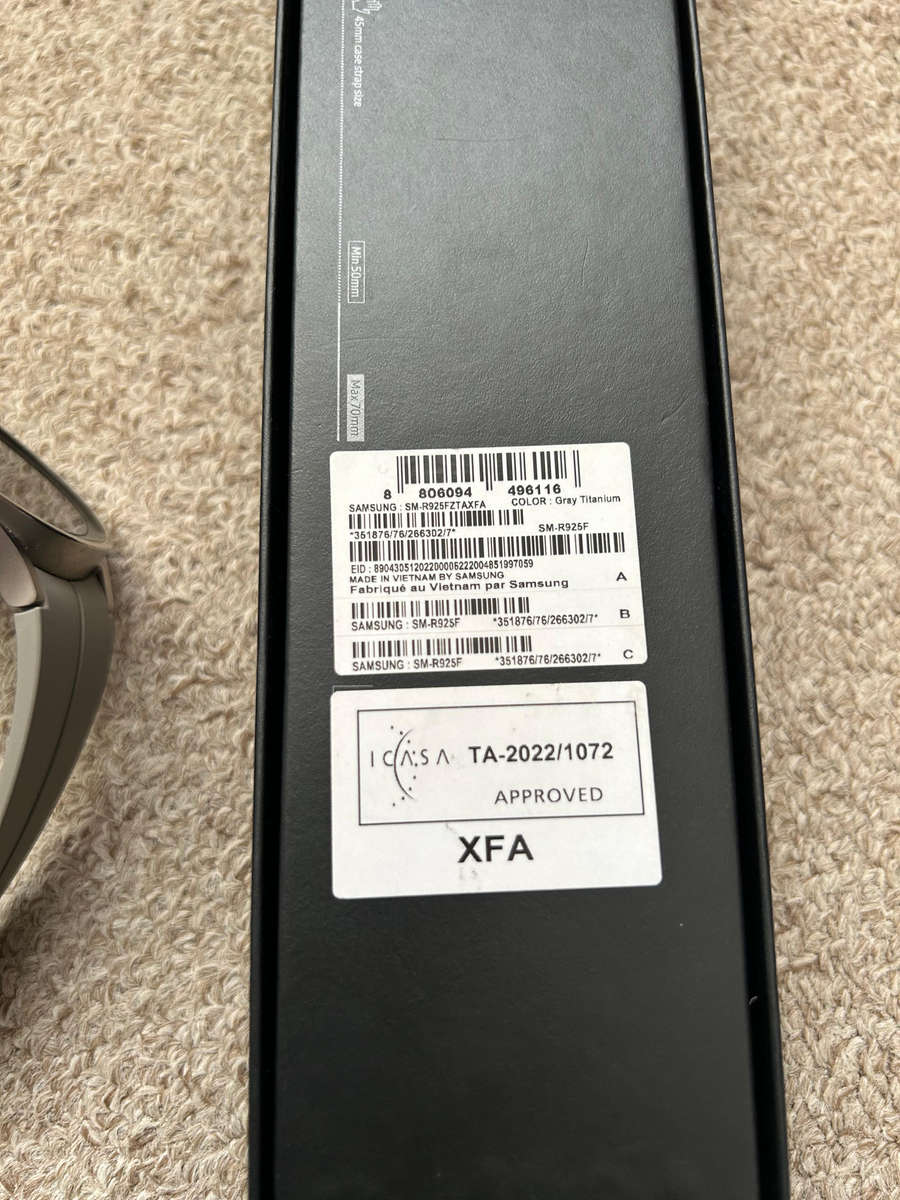 45mm case strap size
Min 50mm
Max 70mm
8 806094 496116
SAMSUNG : SM-R925FZTAXFA COLOR : Gray Titanium
*351876/76/266302/7* SM-R925F
EID : 89043051202200006222004851997059
MADE IN VIETNAM BY SAMSUNG
Fabriqué au Vietnam par Samsung A
SAMSUNG : SM-R925F *351876/76/266302/7* B
SAMSUNG : SM-R925F *351876/76/266302/7* C
ICASA TA-2022/1072
APPROVED
XFA